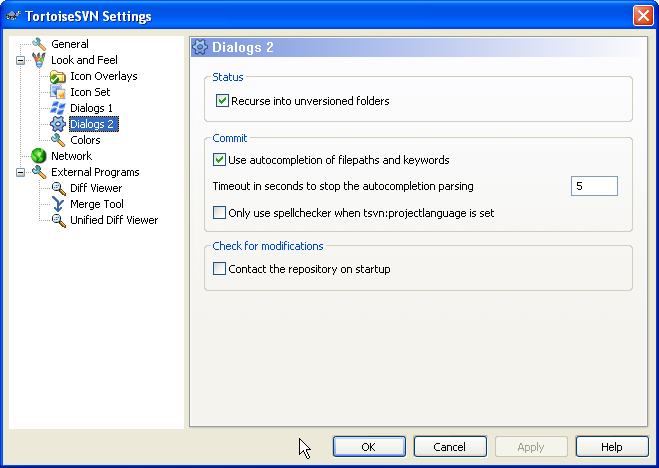 TortoiseSVN Settings
General
Look and Feel
Icon Overlays
Icon Set
Dialogs 1
Dialogs 2
Colors
Network
External Programs
Diff Viewer
Merge Tool
Unified Diff Viewer
Dialogs 2
Status
Recurse into unversioned folders
Commit
Use autocompletion of filepaths and keywords
Timeout in seconds to stop the autocompletion parsing 5
Only use spellchecker when tsvn:projectlanguage is set
Check for modifications
Contact the repository on startup
OK Cancel Apply Help